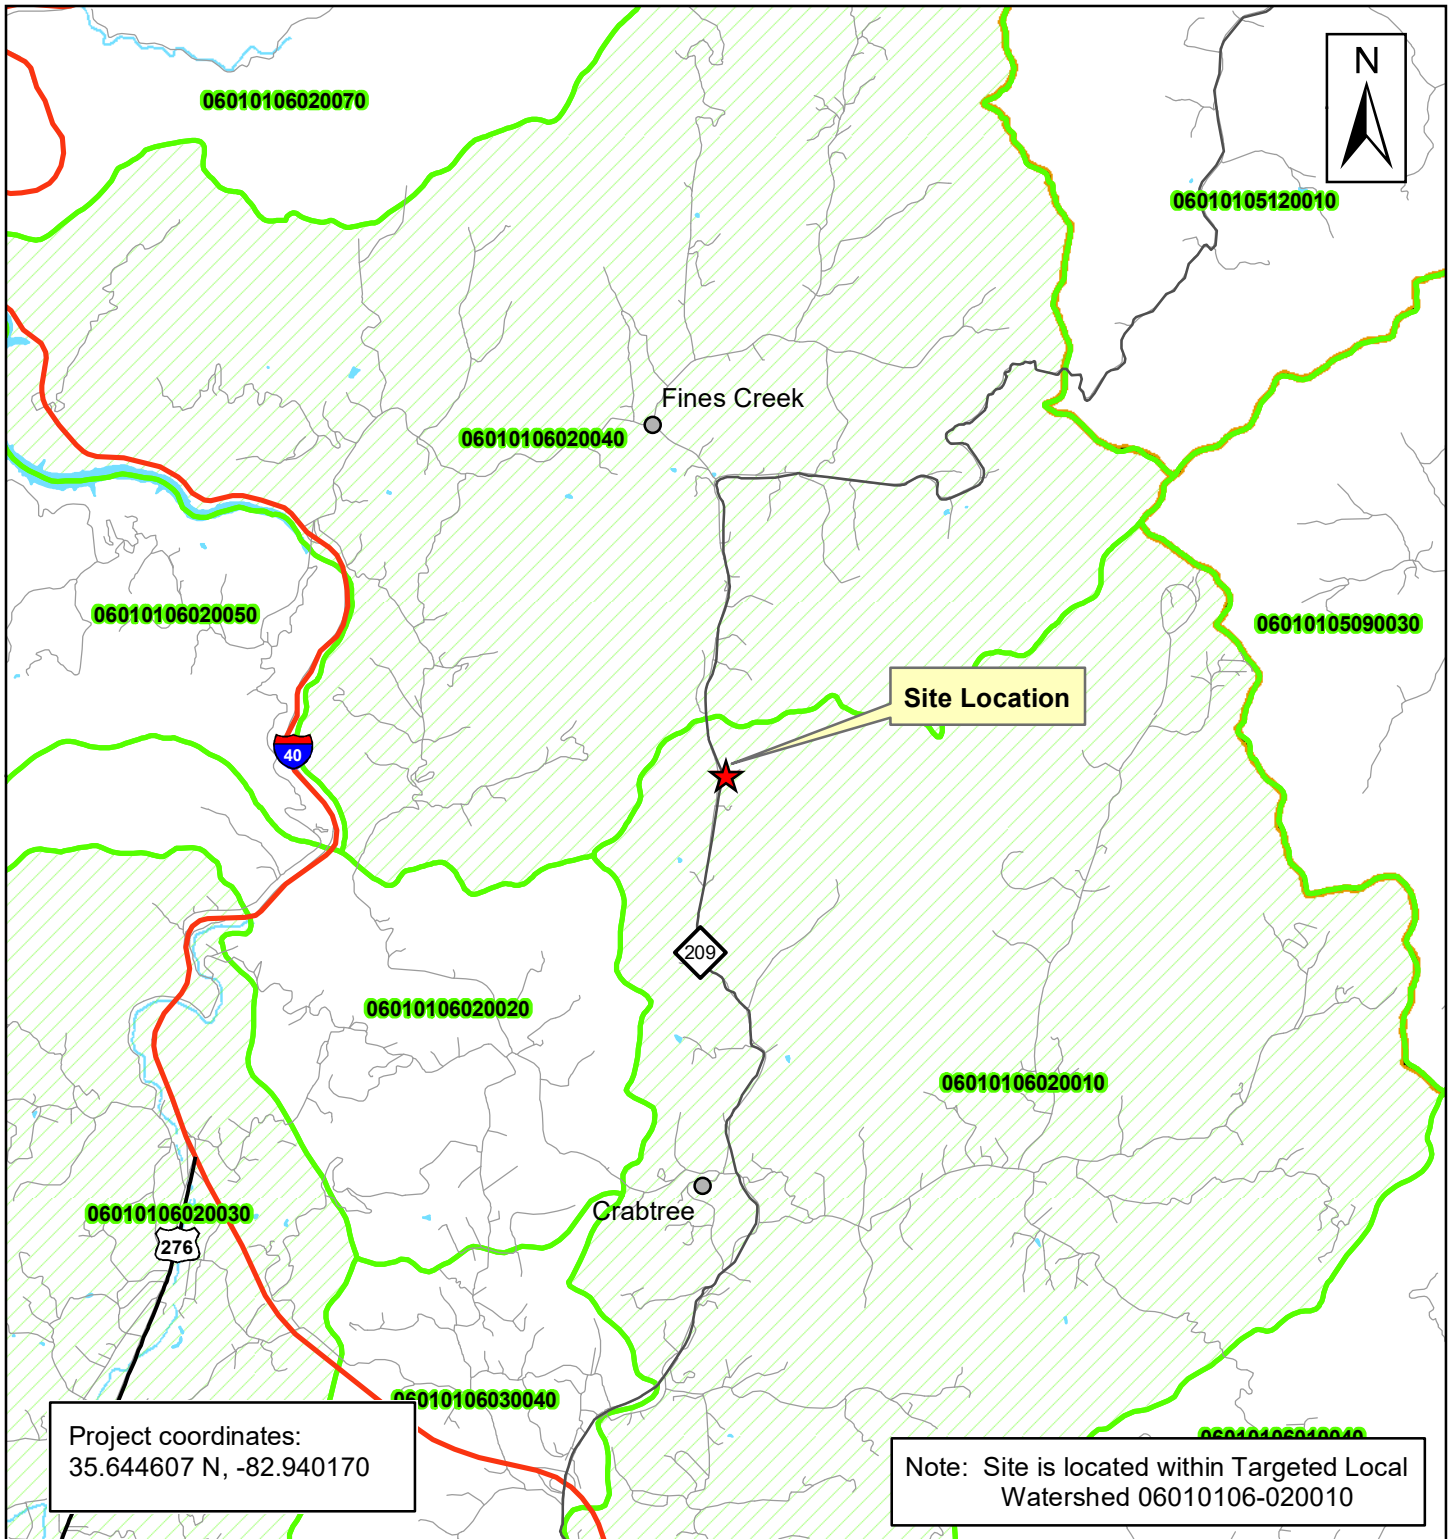 06010106020070
N
06010105120010
Fines Creek
06010106020040
06010106020050
06010105090030
Site Location
40
209
06010106020020
06010106020010
Crabtree
06010106020030
276
06010106030040
06010106010040
Project coordinates:
35.644607 N, -82.940170
Note: Site is located within Targeted Local
Watershed 06010106-020010